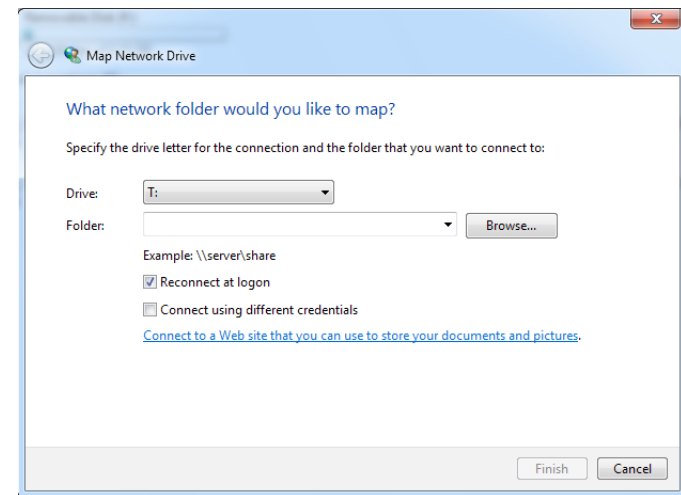 Map Network Drive
What network folder would you like to map?
Specify the drive letter for the connection and the folder that you want to connect to:
Drive: T:
Folder: Browse...
Example: \\server\share
Reconnect at logon
Connect using different credentials
Connect to a Web site that you can use to store your documents and pictures.
Finish Cancel